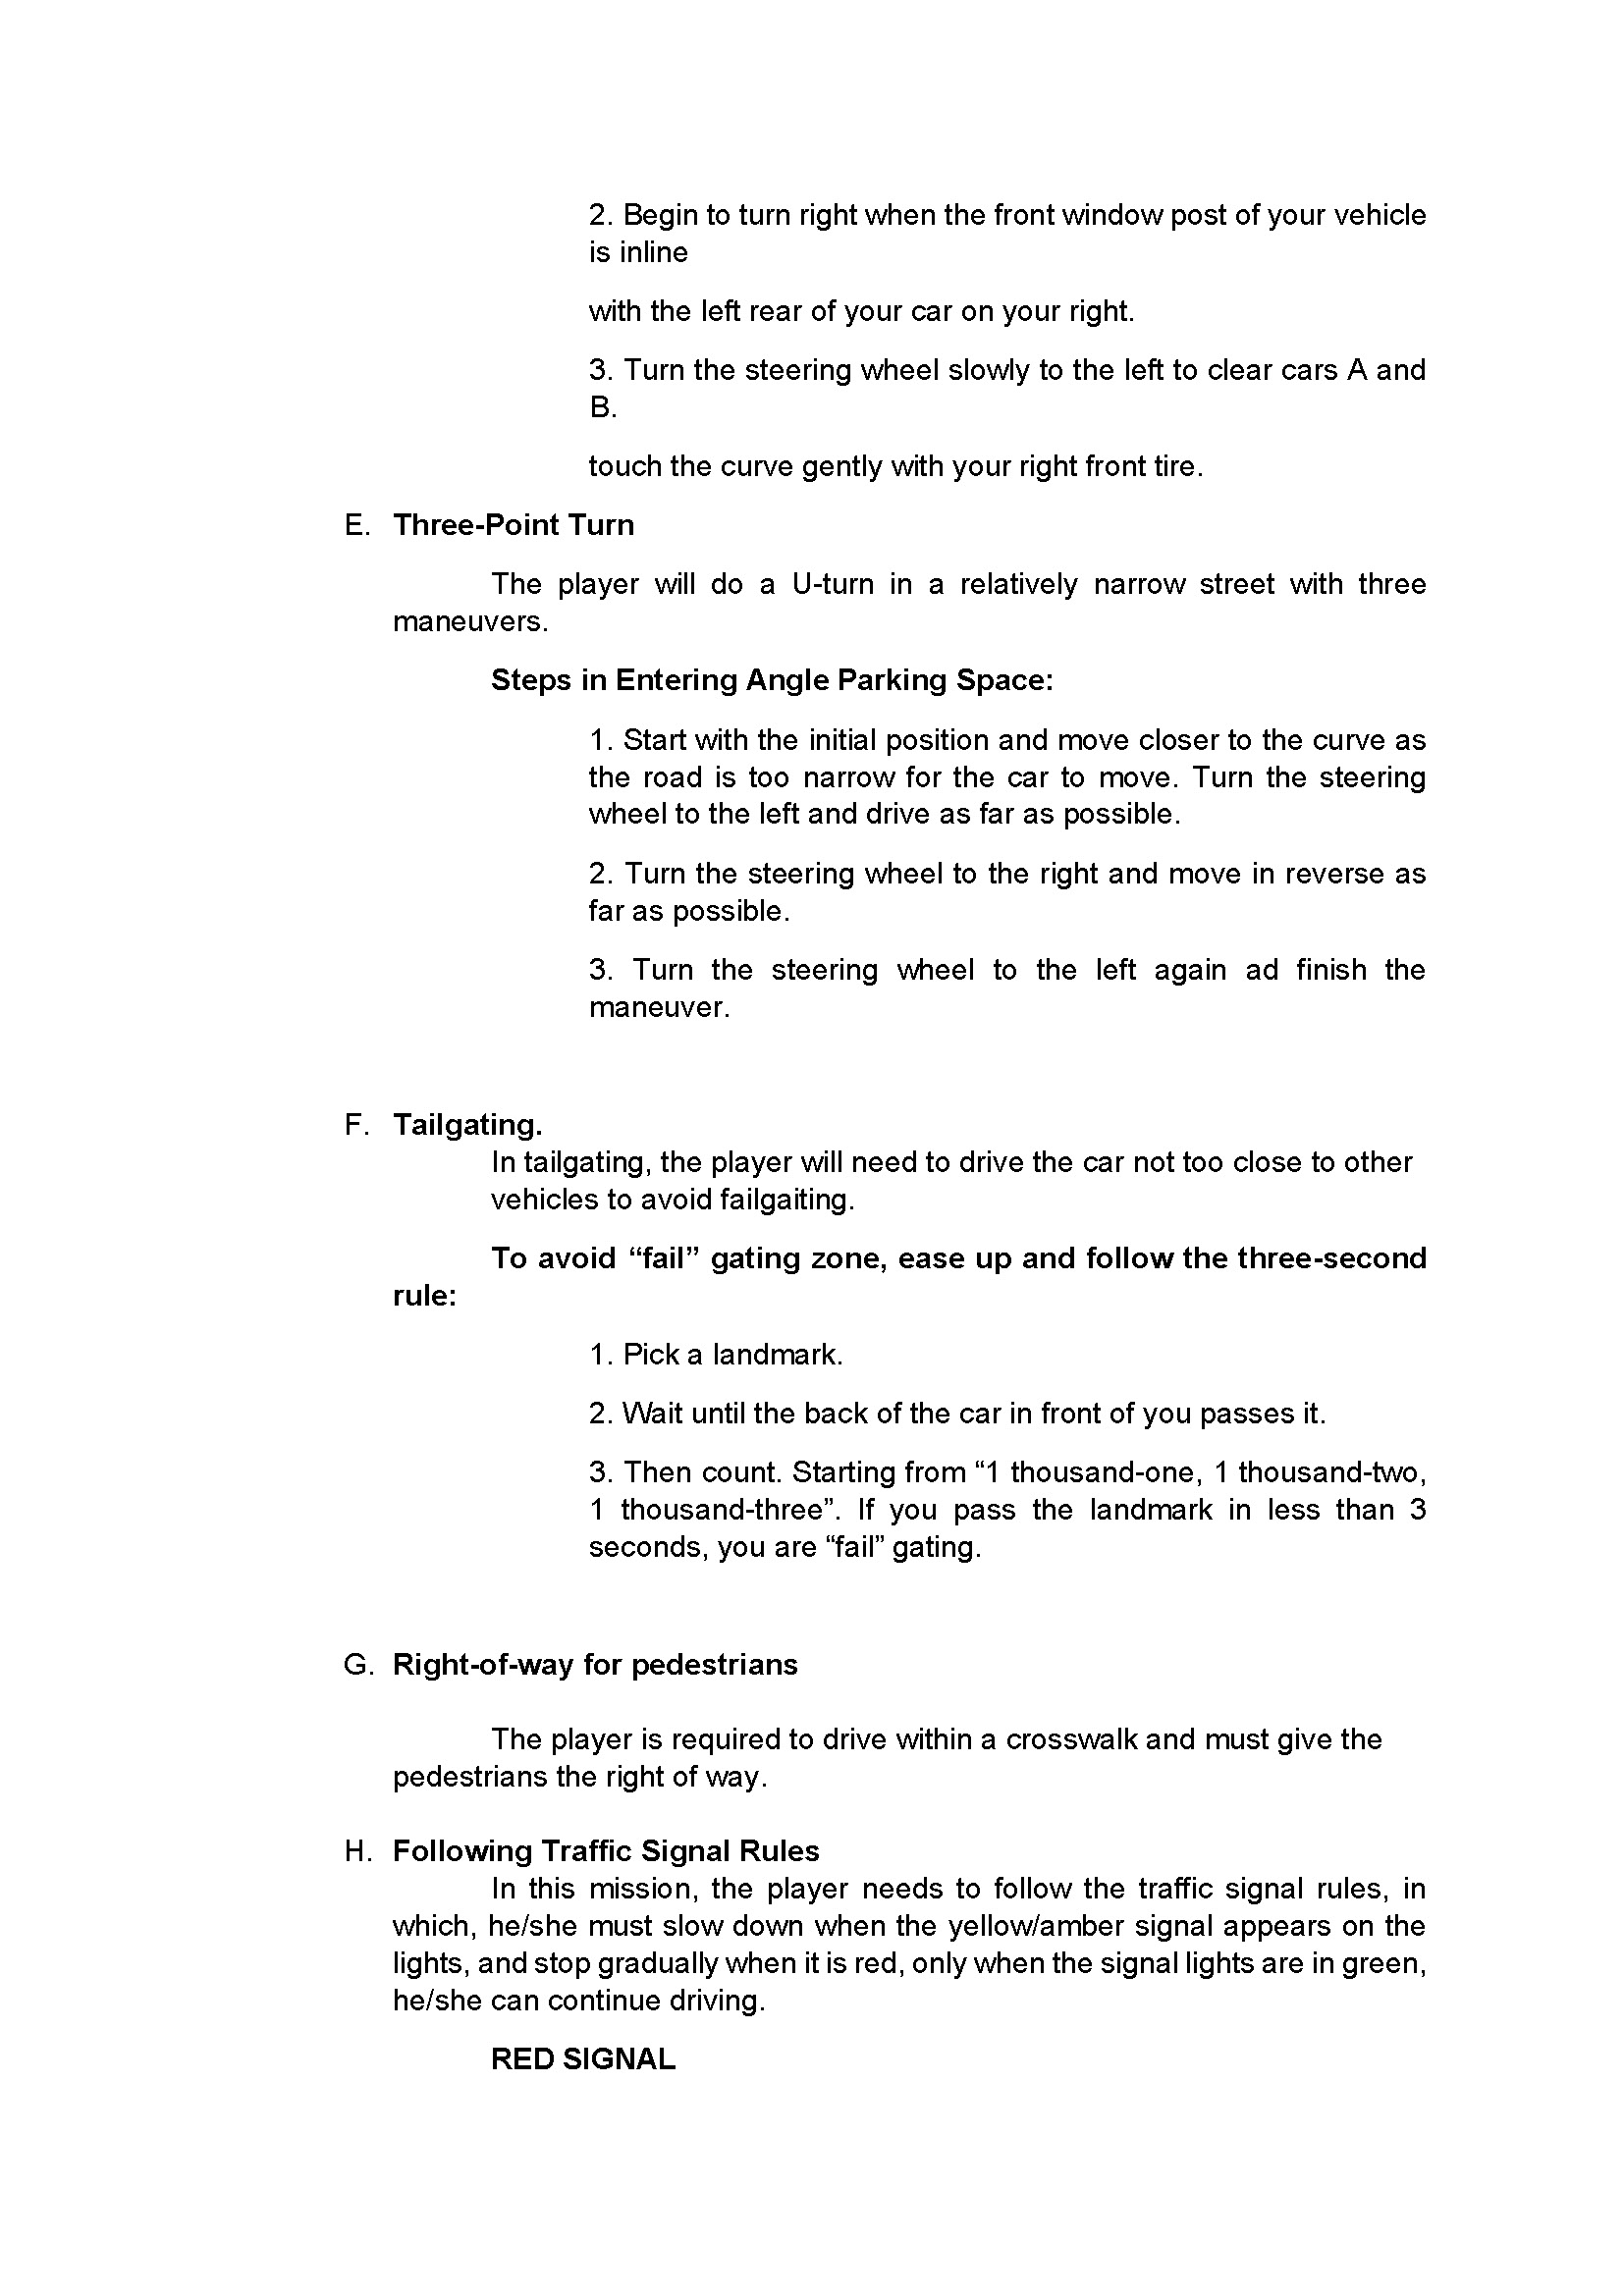 2. Begin to turn right when the front window post of your vehicle
is inline
with the left rear of your car on your right.
3. Turn the steering wheel slowly to the left to clear cars A and
B.
touch the curve gently with your right front tire.
E. Three-Point Turn
The player will do a U-turn in a relatively narrow street with three
maneuvers.
Steps in Entering Angle Parking Space:
1. Start with the initial position and move closer to the curve as
the road is too narrow for the car to move. Turn the steering
wheel to the left and drive as far as possible.
2. Turn the steering wheel to the right and move in reverse as
far as possible.
3. Turn the steering wheel to the left again ad finish the
maneuver.
F. Tailgating.
In tailgating, the player will need to drive the car not too close to other
vehicles to avoid failgaiting.
To avoid “fail” gating zone, ease up and follow the three-second
rule:
1. Pick a landmark.
2. Wait until the back of the car in front of you passes it.
3. Then count. Starting from “1 thousand-one, 1 thousand-two,
1 thousand-three”. If you pass the landmark in less than 3
seconds, you are “fail” gating.
G. Right-of-way for pedestrians
The player is required to drive within a crosswalk and must give the
pedestrians the right of way.
H. Following Traffic Signal Rules
In this mission, the player needs to follow the traffic signal rules, in
which, he/she must slow down when the yellow/amber signal appears on the
lights, and stop gradually when it is red, only when the signal lights are in green,
he/she can continue driving.
RED SIGNAL